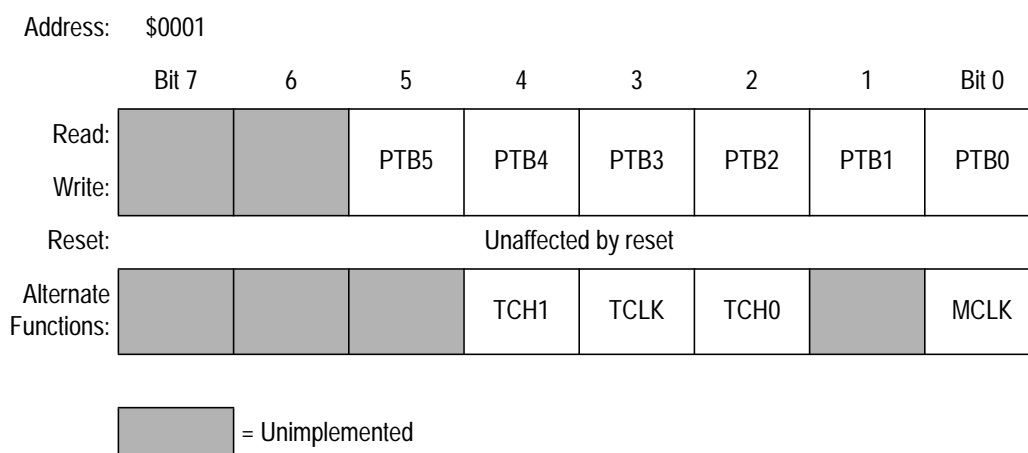 Address: $0001
Bit 7 6 5 4 3 2 1 Bit 0
Read:
PTB5 PTB4 PTB3 PTB2 PTB1 PTB0
Write:
Reset: Unaffected by reset
Alternate
Functions: TCH1 TCLK TCH0 MCLK
= Unimplemented